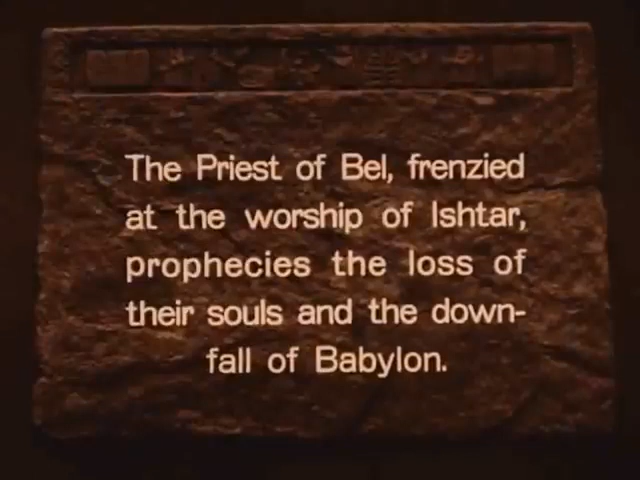 The Priest of Bel, frenzied
at the worship of Ishtar,
prophecies the loss of
their souls and the down-
fall of Babylon.